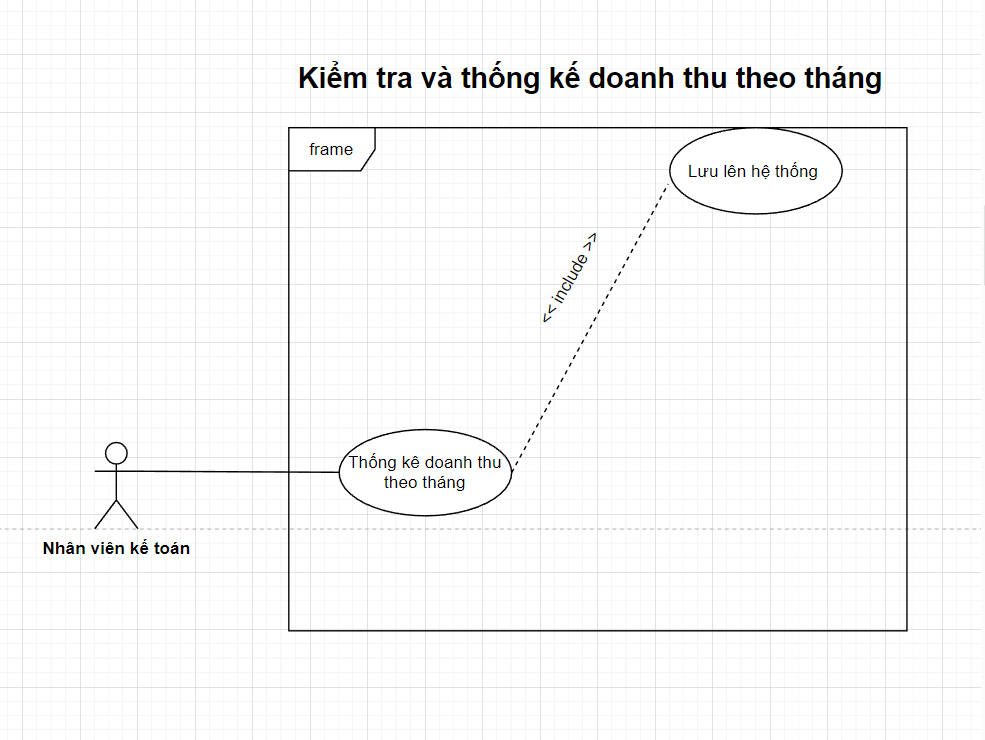 Kiểm tra và thống kế doanh thu theo tháng
frame
Lưu lên hệ thống
<< include >>
Thống kê doanh thu
theo tháng
Nhân viên kế toán